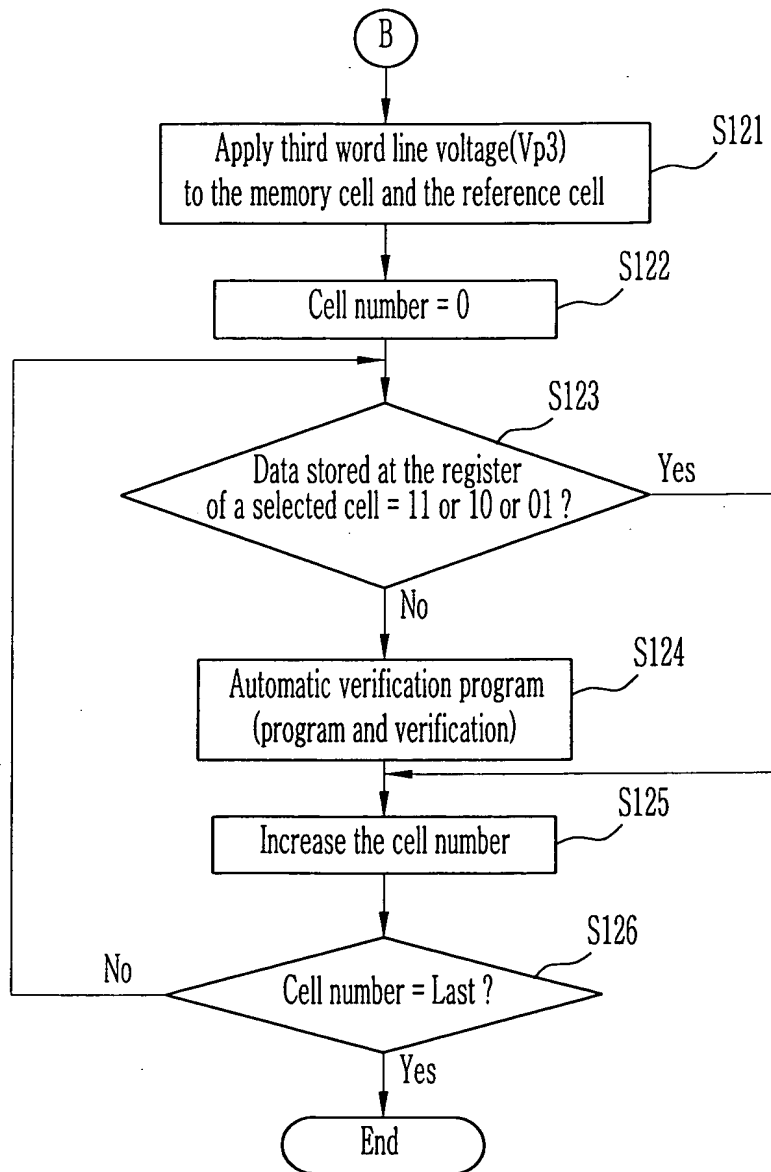 B
Apply third word line voltage(Vp3)
to the memory cell and the reference cell
S121
Cell number = 0
S122
S123
Data stored at the register
of a selected cell = 11 or 10 or 01 ?
Yes
No
S124
Automatic verification program
(program and verification)
S125
Increase the cell number
S126
No
Cell number = Last ?
Yes
End